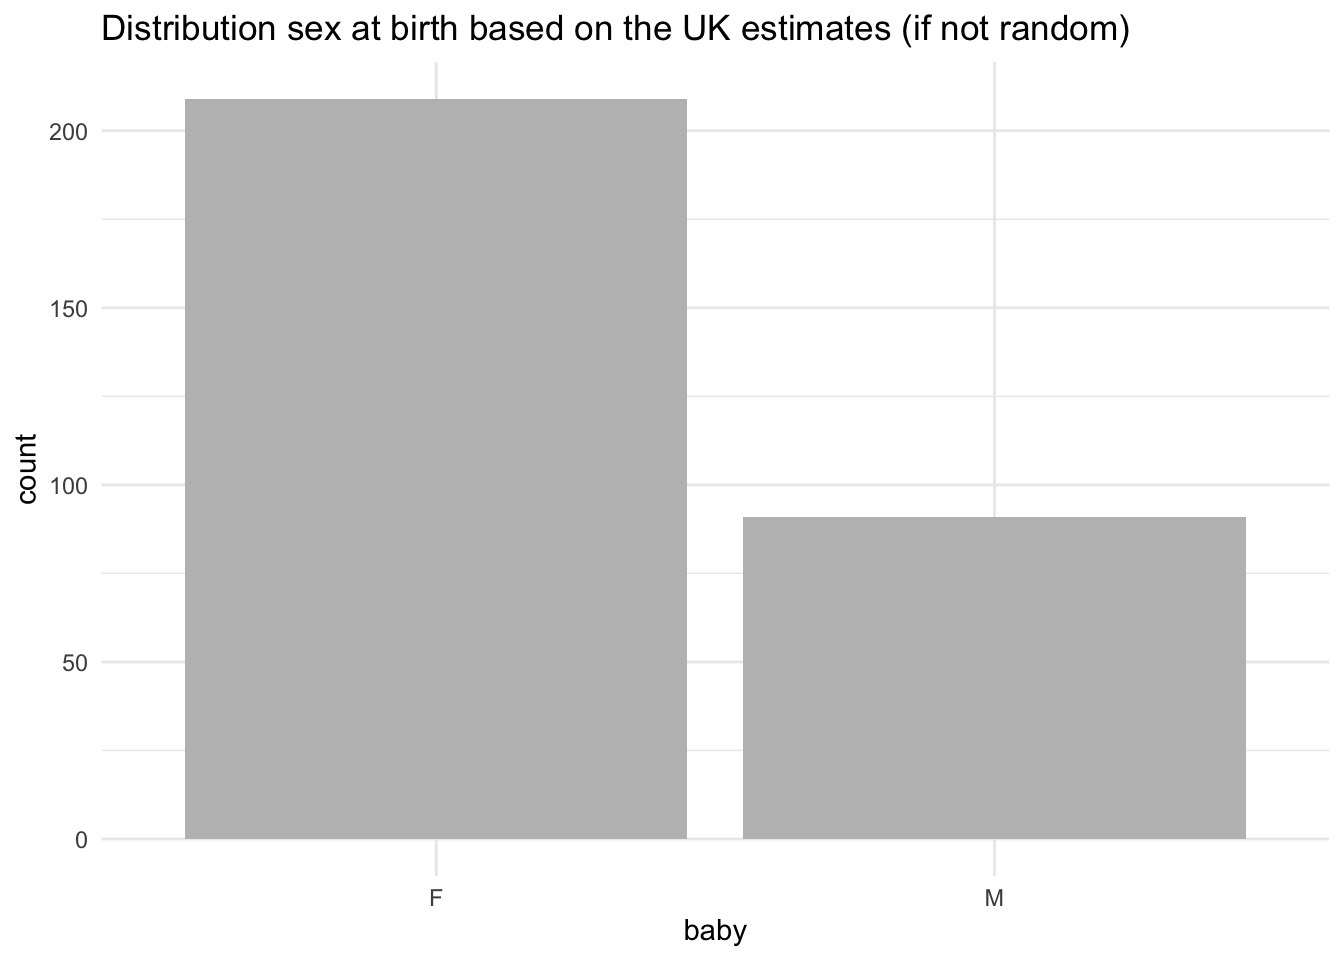 Distribution sex at birth based on the UK estimates (if not random)
200
150
100
50
0
count
F
M
baby